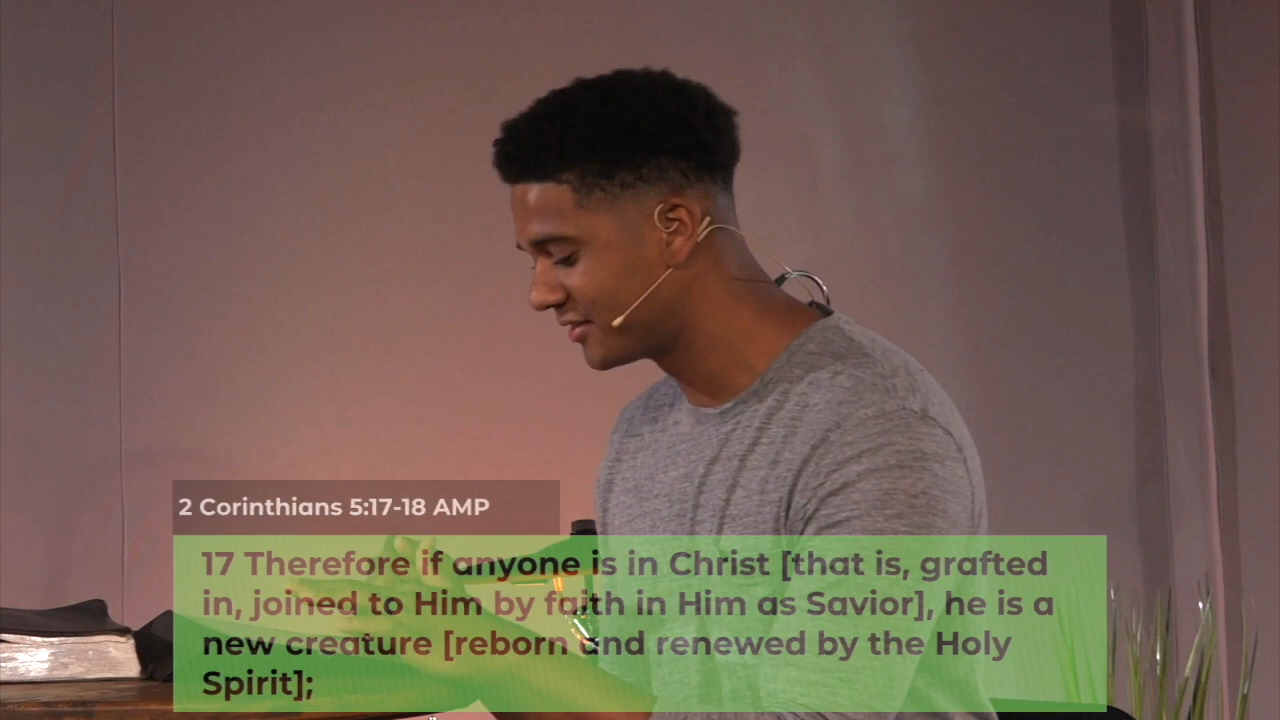 2 Corinthians 5:17-18 AMP
17 Therefore if anyone is in Christ [that is, grafted
in, joined to Him by faith in Him as Savior], he is a
new creature [reborn and renewed by the Holy
Spirit];